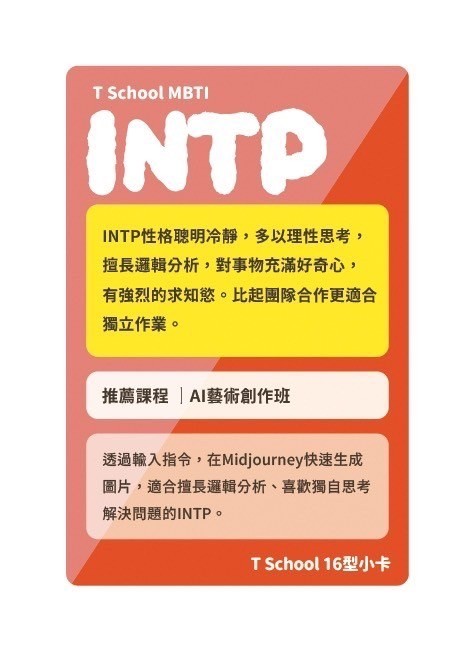 T School MBTI
INTP
INTP性格聰明冷靜，多以理性思考，
擅長邏輯分析，對事物充滿好奇心，
有強烈的求知慾。比起團隊合作更適合
獨立作業。
推薦課程｜AI藝術創作班
透過輸入指令，在Midjourney快速生成
圖片，適合擅長邏輯分析、喜歡獨自思考
解決問題的INTP。
T School 16型小卡